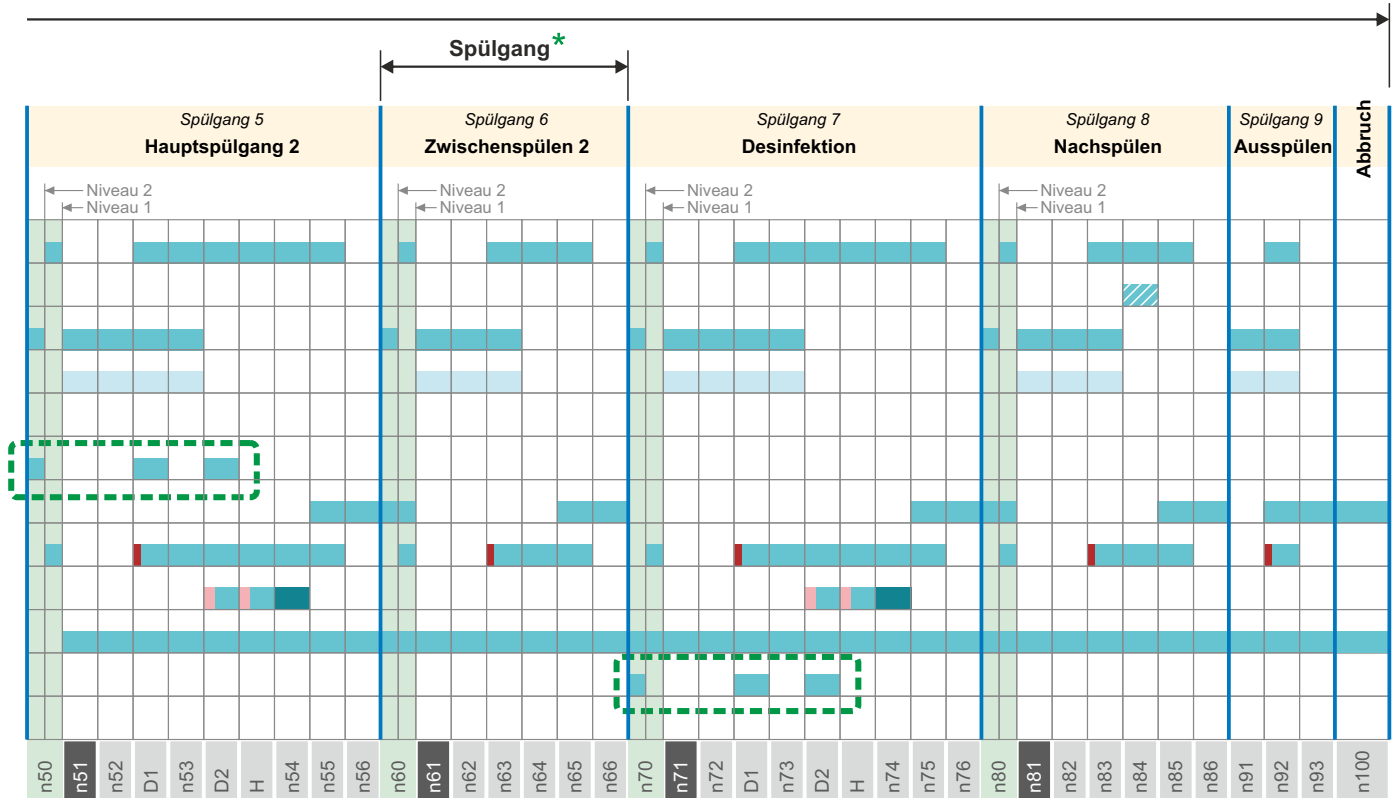 Spülgang*
Spülgang 5
Hauptspülgang 2
Spülgang 6
Zwischenspülen 2
Spülgang 7
Desinfektion
Spülgang 8
Nachspülen
Spülgang 9
Ausspülen
Abbruch
Niveau 2
Niveau 1
Niveau 2
Niveau 1
Niveau 2
Niveau 1
Niveau 2
Niveau 1
n50
n51
n52
D1
n53
D2
H
n54
n55
n56
n60
n61
n62
n63
n64
n65
n66
n70
n71
n72
D1
n73
D2
H
n74
n75
n76
n80
n81
n82
n83
n84
n85
n86
n91
n92
n93
n100